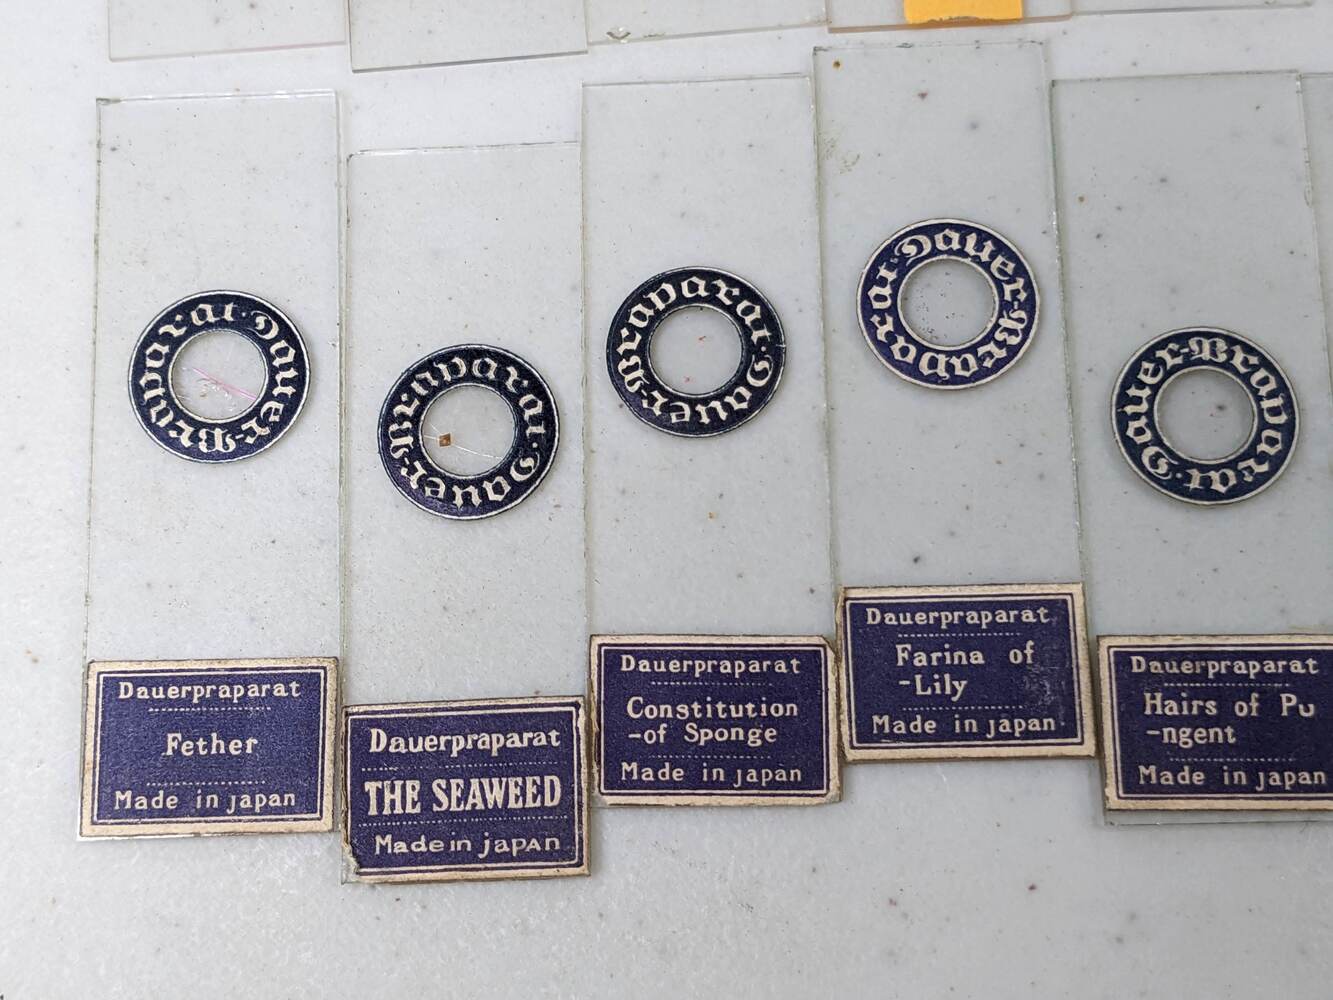 Praparat·Dauer-
Praparat·Dauer-
Praparat·Dauer-
Dauer-Praparat·
Dauer-Praparat·
Dauerpraparat
Fether
Made in japan
Dauerpraparat
THE SEAWEED
Made in japan
Dauerpraparat
Constitution
-of Sponge
Made in japan
Dauerpraparat
Farina of
-Lily
Made in japan
Dauerpraparat
Hairs of Pu
-ngent
Made in japan